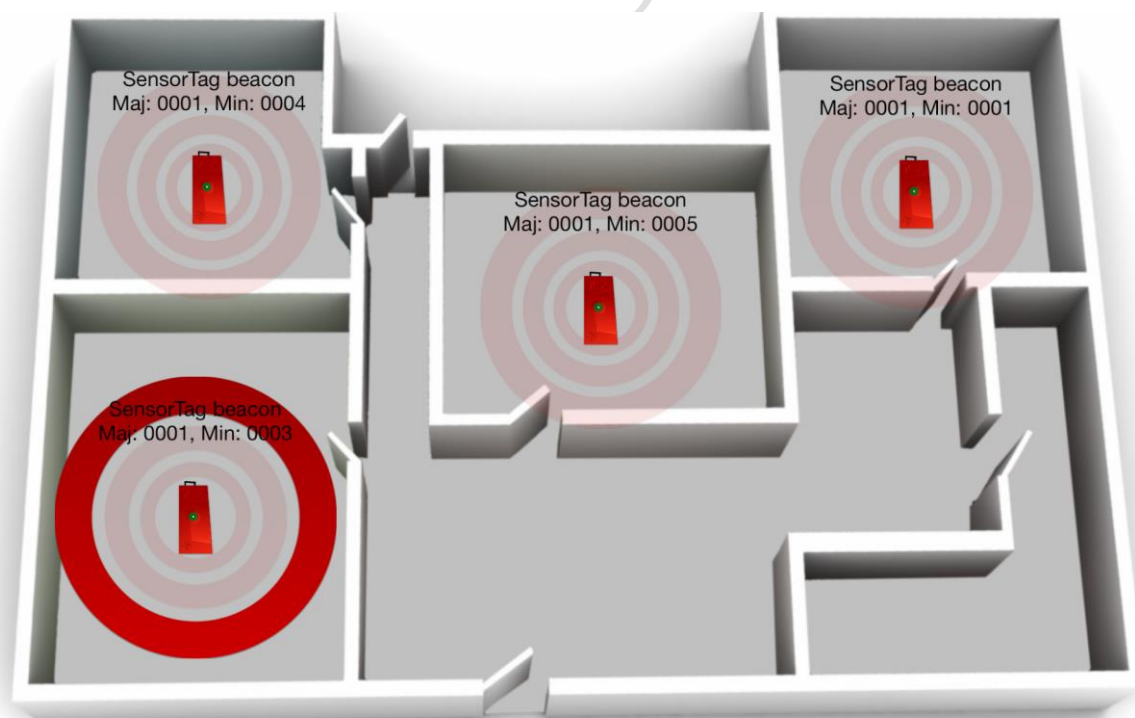 SensorTag beacon
Maj: 0001, Min: 0004
SensorTag beacon
Maj: 0001, Min: 0001
SensorTag beacon
Maj: 0001, Min: 0005
SensorTag beacon
Maj: 0001, Min: 0003